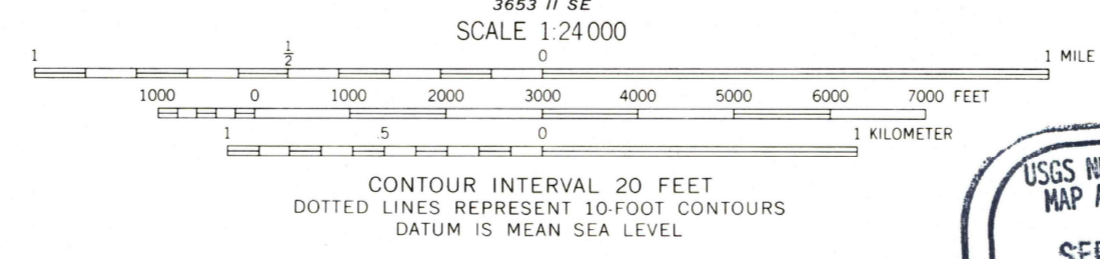 3653 II SE
SCALE 1:24 000
1 ½ 0 1 MILE
1000 0 1000 2000 3000 4000 5000 6000 7000 FEET
1 .5 0 1 KILOMETER
CONTOUR INTERVAL 20 FEET
DOTTED LINES REPRESENT 10-FOOT CONTOURS
DATUM IS MEAN SEA LEVEL
USGS
MAP